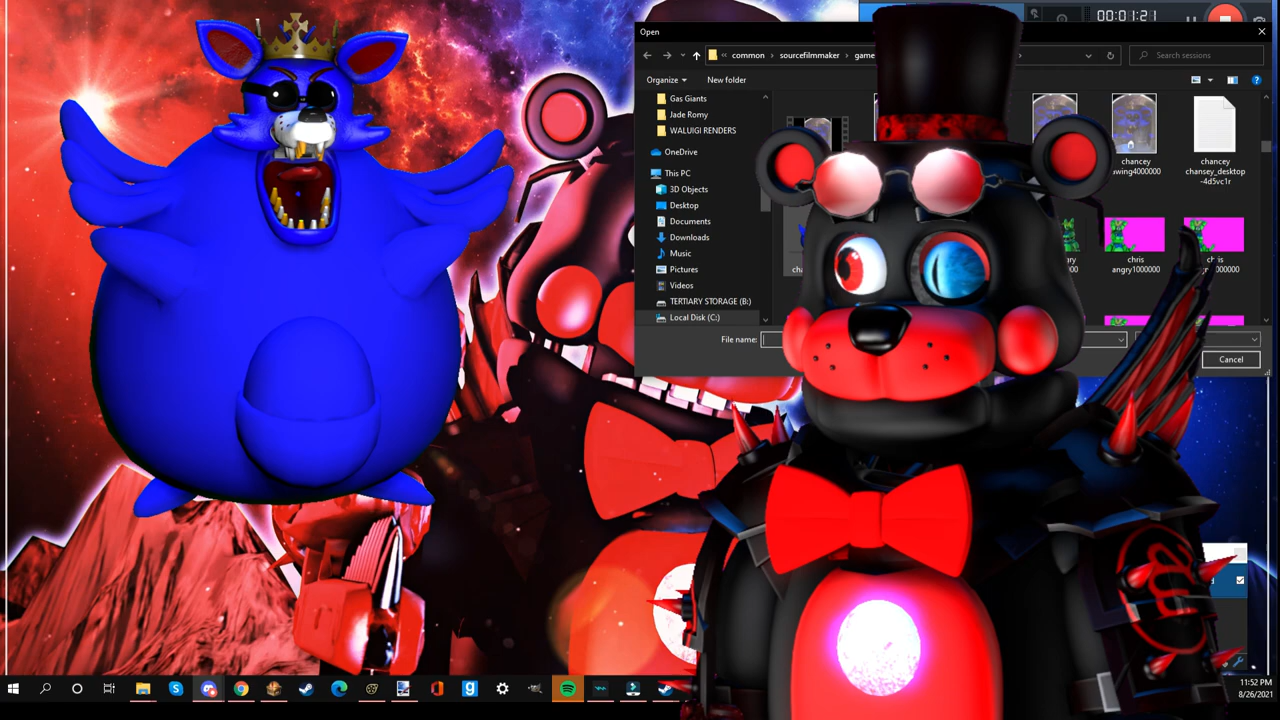 00:01:21
Open
common
sourcefilmmaker
game
Search sessions
Organize
New folder
Gas Giants
Jade Romy
WALUIGI RENDERS
OneDrive
This PC
3D Objects
Desktop
Documents
Downloads
Music
Pictures
Videos
TERTIARY STORAGE (B:)
Local Disk (C:)
chancey
chancey
chansey_desktop
-4d5vc1r
chris
angry1000000
File name:
Cancel
11:52 PM
8/26/2021